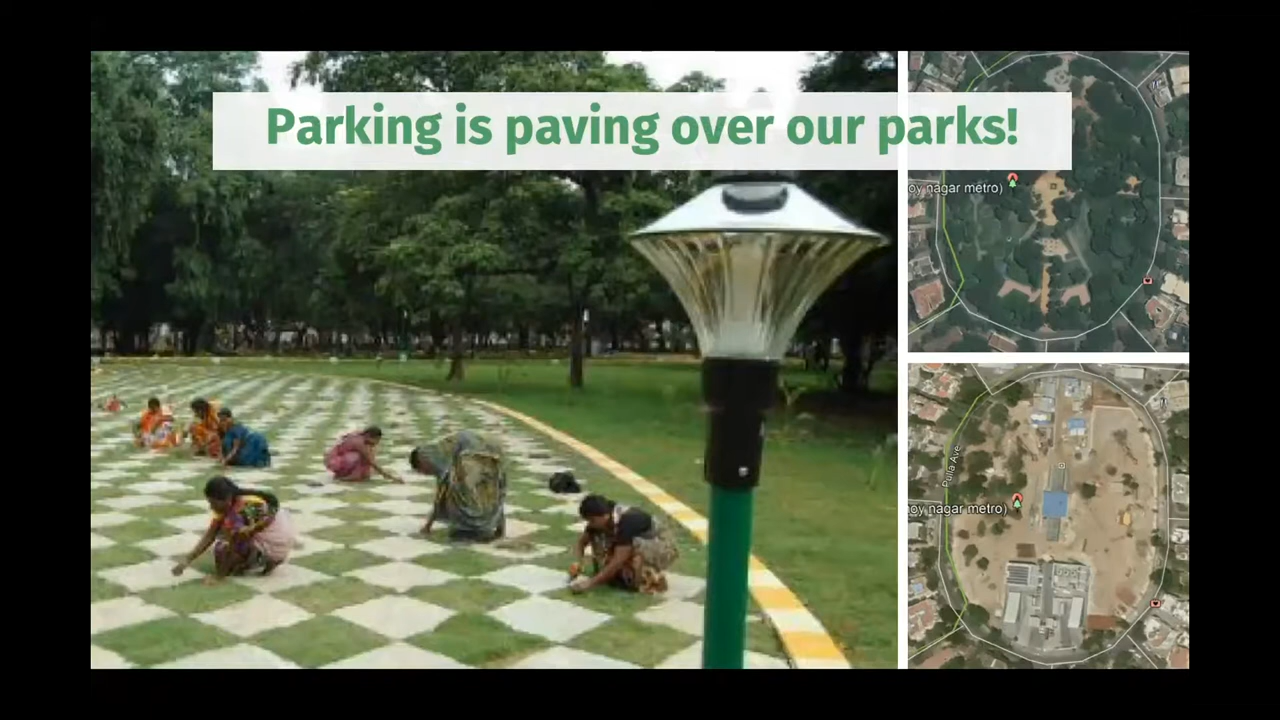 Parking is paving over our parks!
oy nagar metro)
Pulla Ave
oy nagar metro)